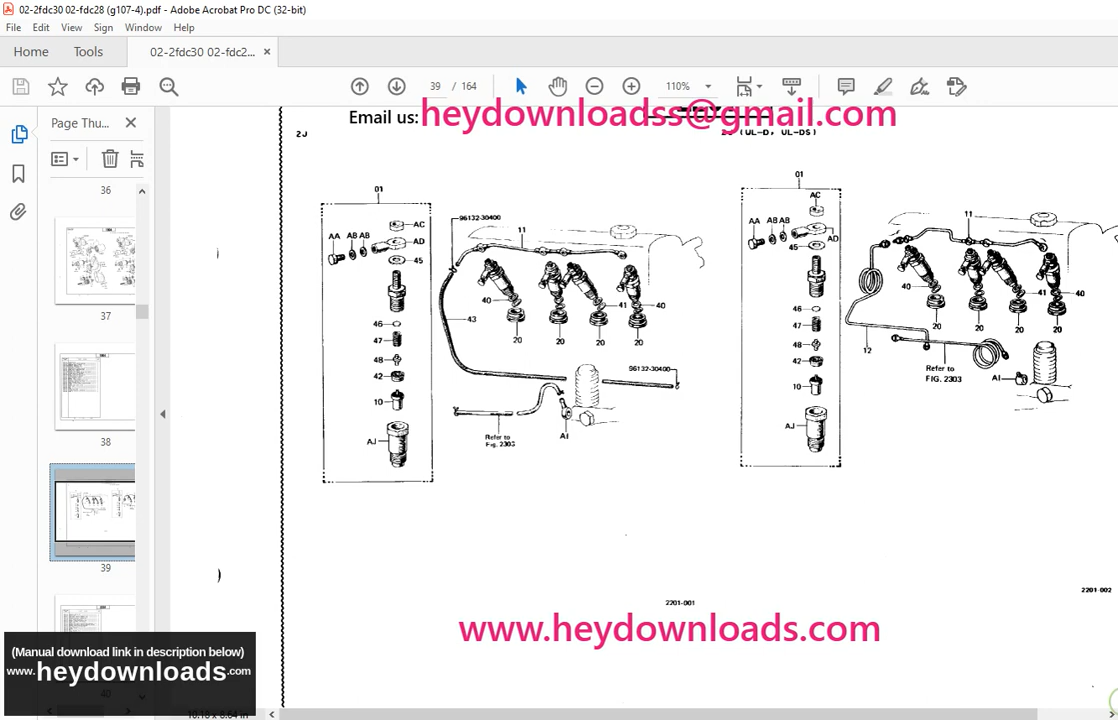 02-2fdc30 02-fdc28 (g107-4).pdf - Adobe Acrobat Pro DC (32-bit)
File Edit View Sign Window Help
Home Tools 02-2fdc30 02-fdc2... ×
39 / 164 110%
Page Thu...
36
37
38
39
40
Email us: heydownloadss@gmail.com
2J
(UL-D, UL-DS)
01
AC
AA AB AB AD
45
46
47
48
42
10
AJ
96132-30400
11
40 41 40
20 20 20 20
43
96132-30400
Refer to
Fig. 2303
AI
2201-001
01
AC
AA AB AB
AD
45
46
47
48
42
10
AJ
11
40 41 40
20 20 20 20
12
Refer to
FIG. 2303
AI
2201-002
www.heydownloads.com
(Manual download link in description below)
www.heydownloads.com
10.18 x 8.64 in